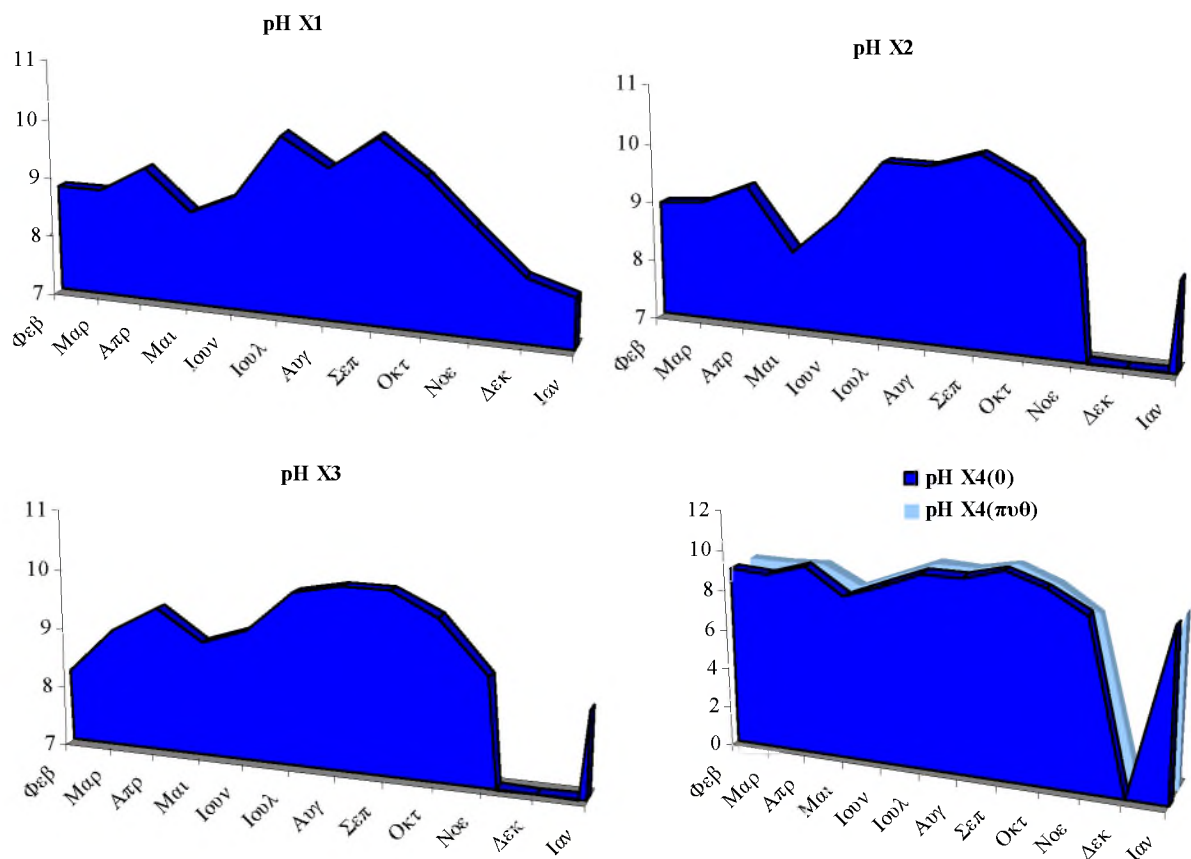 pH X1
11
10
9
8
7
Φεβ
Μαρ
Απρ
Μαι
Ιουν
Ιουλ
Αυγ
Σεπ
Οκτ
Νοε
Δεκ
Ιαν
pH X2
11
10
9
8
7
Φεβ
Μαρ
Απρ
Μαι
Ιουν
Ιουλ
Αυγ
Σεπ
Οκτ
Νοε
Δεκ
Ιαν
pH X3
11
10
9
8
7
Φεβ
Μαρ
Απρ
Μαι
Ιουν
Ιουλ
Αυγ
Σεπ
Οκτ
Νοε
Δεκ
Ιαν
pH X4(0)
pH X4(πυθ)
12
10
8
6
4
2
0
Φεβ
Μαρ
Απρ
Μαι
Ιουν
Ιουλ
Αυγ
Σεπ
Οκτ
Νοε
Δεκ
Ιαν